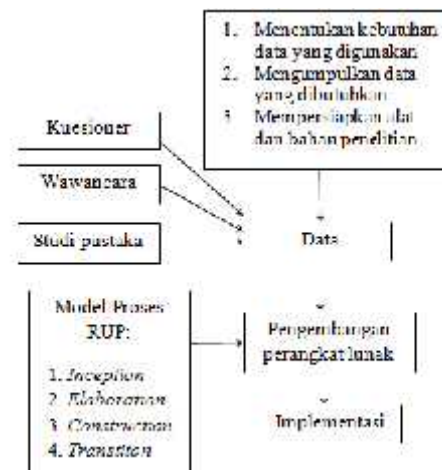 1. Menentukan kebutuhan
data yang digunakan
2. Mengumpulkan data
yang dibutuhkan
3. Mempersiapkan alat
dan bahan penelitian
Kuesioner
Wawancara
Studi pustaka
Data
Model Proses
RUP:
1. Inception
2. Elaboration
3. Construction
4. Transition
Pengembangan
perangkat lunak
Implementasi